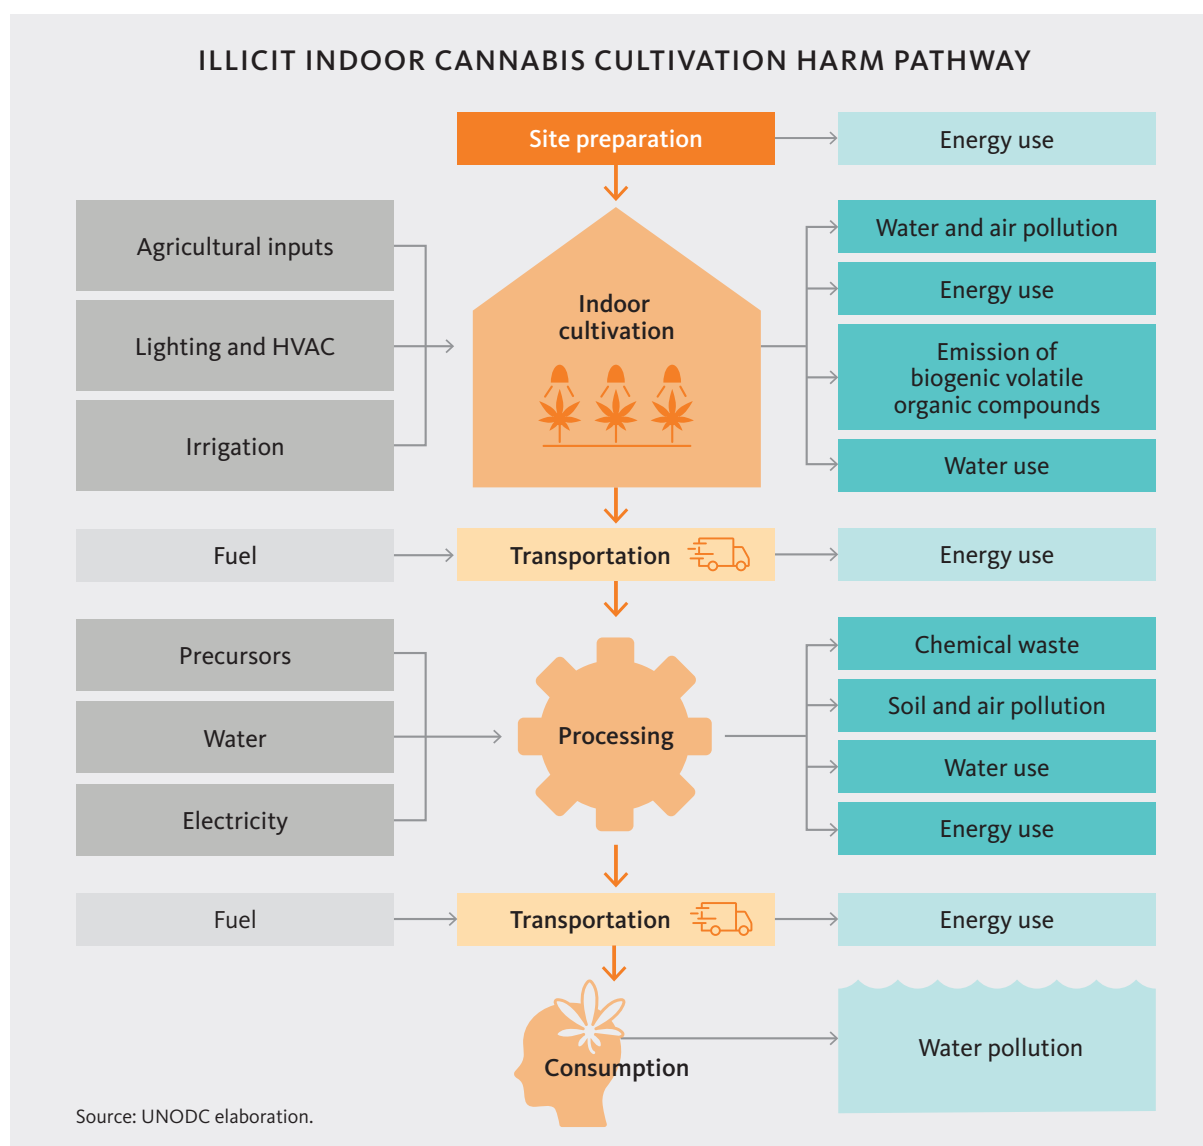 ILLICIT INDOOR CANNABIS CULTIVATION HARM PATHWAY
Site preparation
Energy use
Agricultural inputs
Lighting and HVAC
Irrigation
Indoor
cultivation
Water and air pollution
Energy use
Emission of
biogenic volatile
organic compounds
Water use
Fuel
Transportation
Energy use
Precursors
Water
Electricity
Processing
Chemical waste
Soil and air pollution
Water use
Energy use
Fuel
Transportation
Energy use
Consumption
Water pollution
Source: UNODC elaboration.